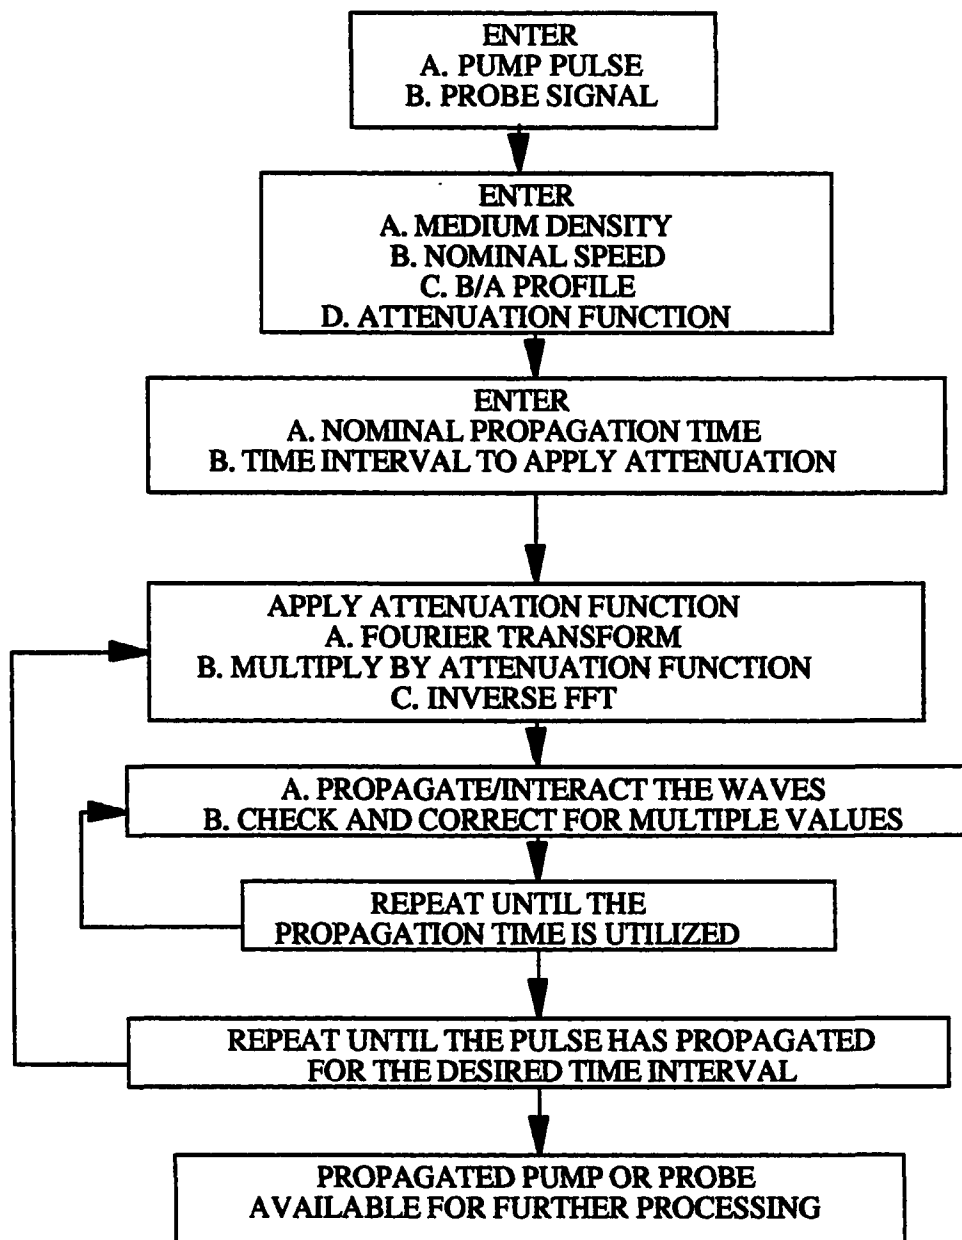 ENTER
A. PUMP PULSE
B. PROBE SIGNAL
ENTER
A. MEDIUM DENSITY
B. NOMINAL SPEED
C. B/A PROFILE
D. ATTENUATION FUNCTION
ENTER
A. NOMINAL PROPAGATION TIME
B. TIME INTERVAL TO APPLY ATTENUATION
APPLY ATTENUATION FUNCTION
A. FOURIER TRANSFORM
B. MULTIPLY BY ATTENUATION FUNCTION
C. INVERSE FFT
A. PROPAGATE/INTERACT THE WAVES
B. CHECK AND CORRECT FOR MULTIPLE VALUES
REPEAT UNTIL THE
PROPAGATION TIME IS UTILIZED
REPEAT UNTIL THE PULSE HAS PROPAGATED
FOR THE DESIRED TIME INTERVAL
PROPAGATED PUMP OR PROBE
AVAILABLE FOR FURTHER PROCESSING